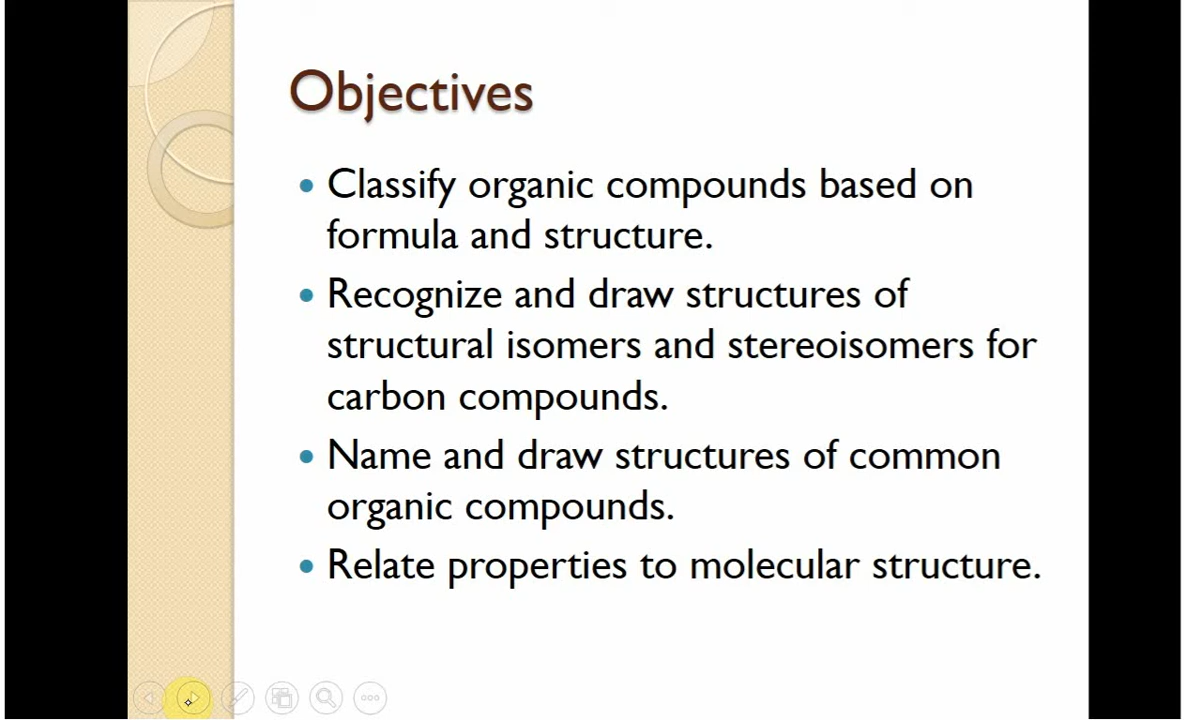 Objectives
• Classify organic compounds based on
formula and structure.
• Recognize and draw structures of
structural isomers and stereoisomers for
carbon compounds.
• Name and draw structures of common
organic compounds.
• Relate properties to molecular structure.